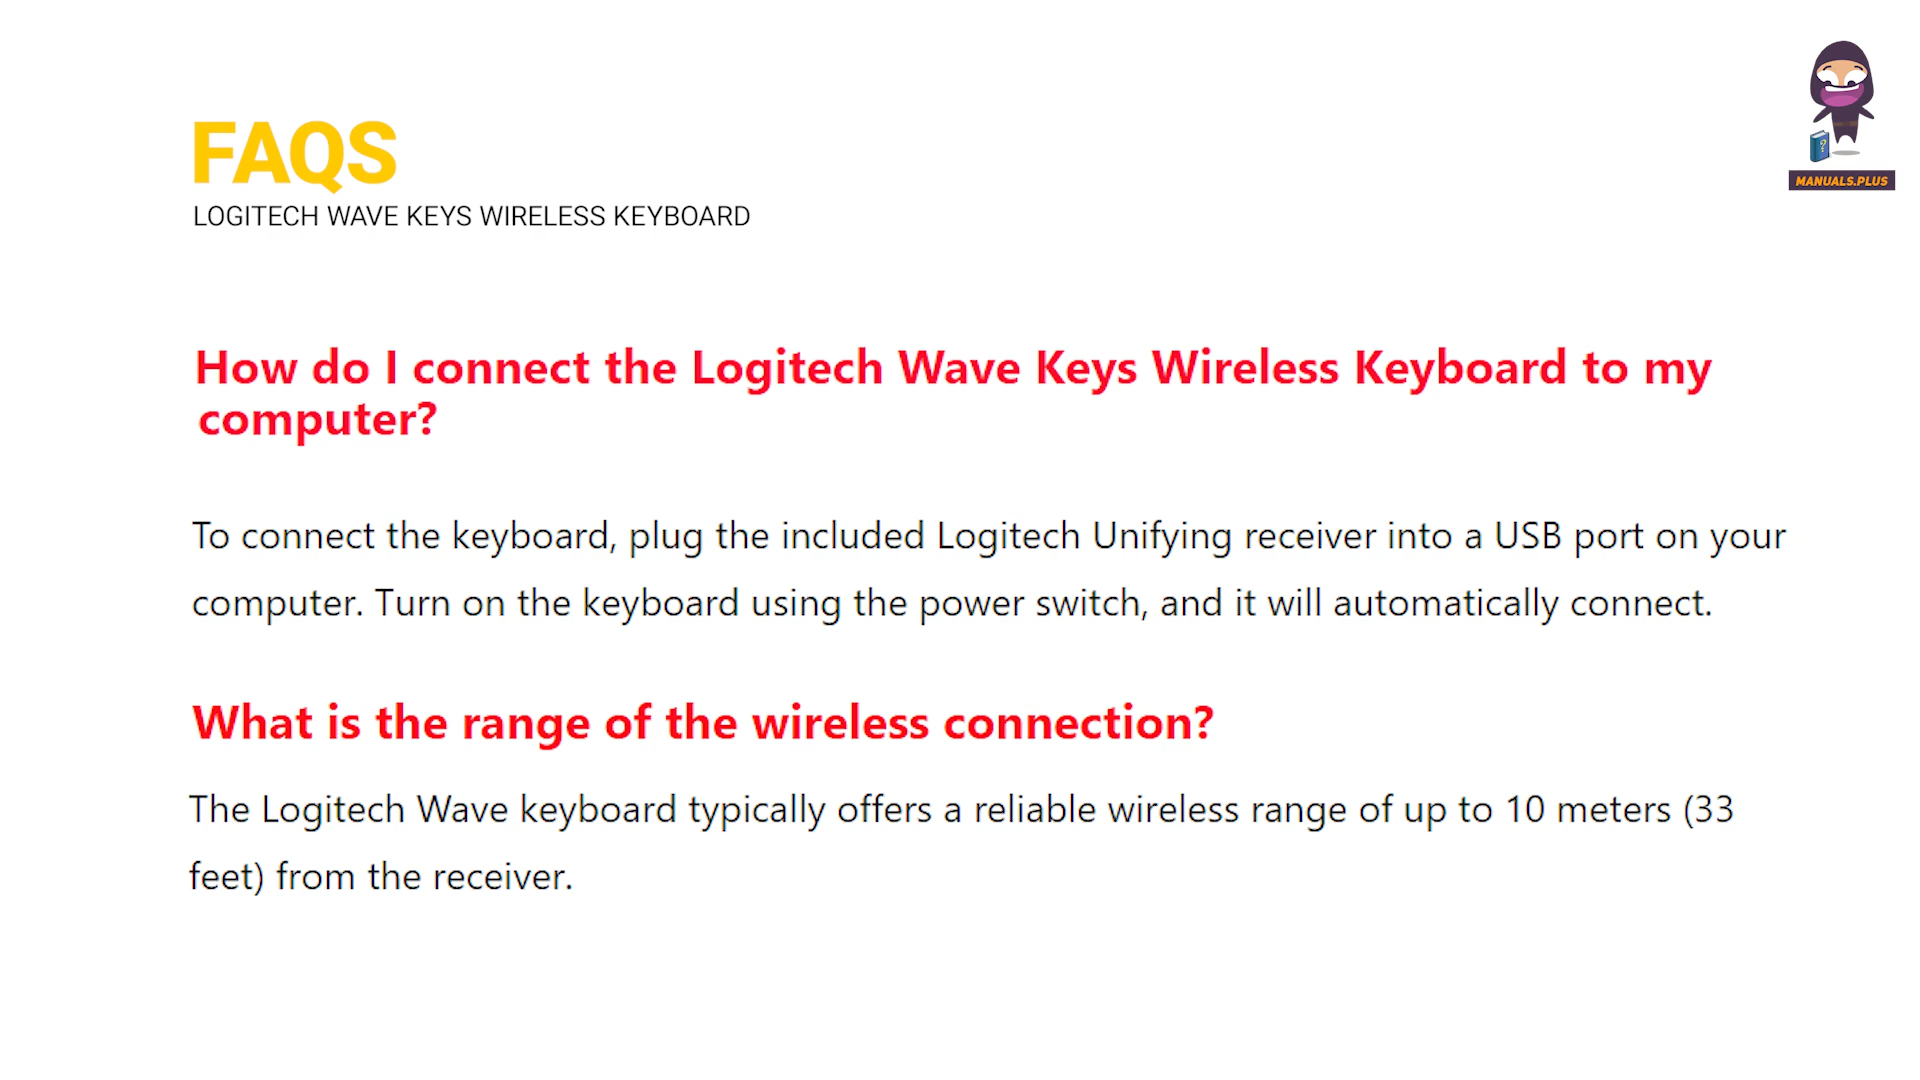 MANUALS.PLUS
FAQS
LOGITECH WAVE KEYS WIRELESS KEYBOARD
How do I connect the Logitech Wave Keys Wireless Keyboard to my
computer?
To connect the keyboard, plug the included Logitech Unifying receiver into a USB port on your
computer. Turn on the keyboard using the power switch, and it will automatically connect.
What is the range of the wireless connection?
The Logitech Wave keyboard typically offers a reliable wireless range of up to 10 meters (33
feet) from the receiver.